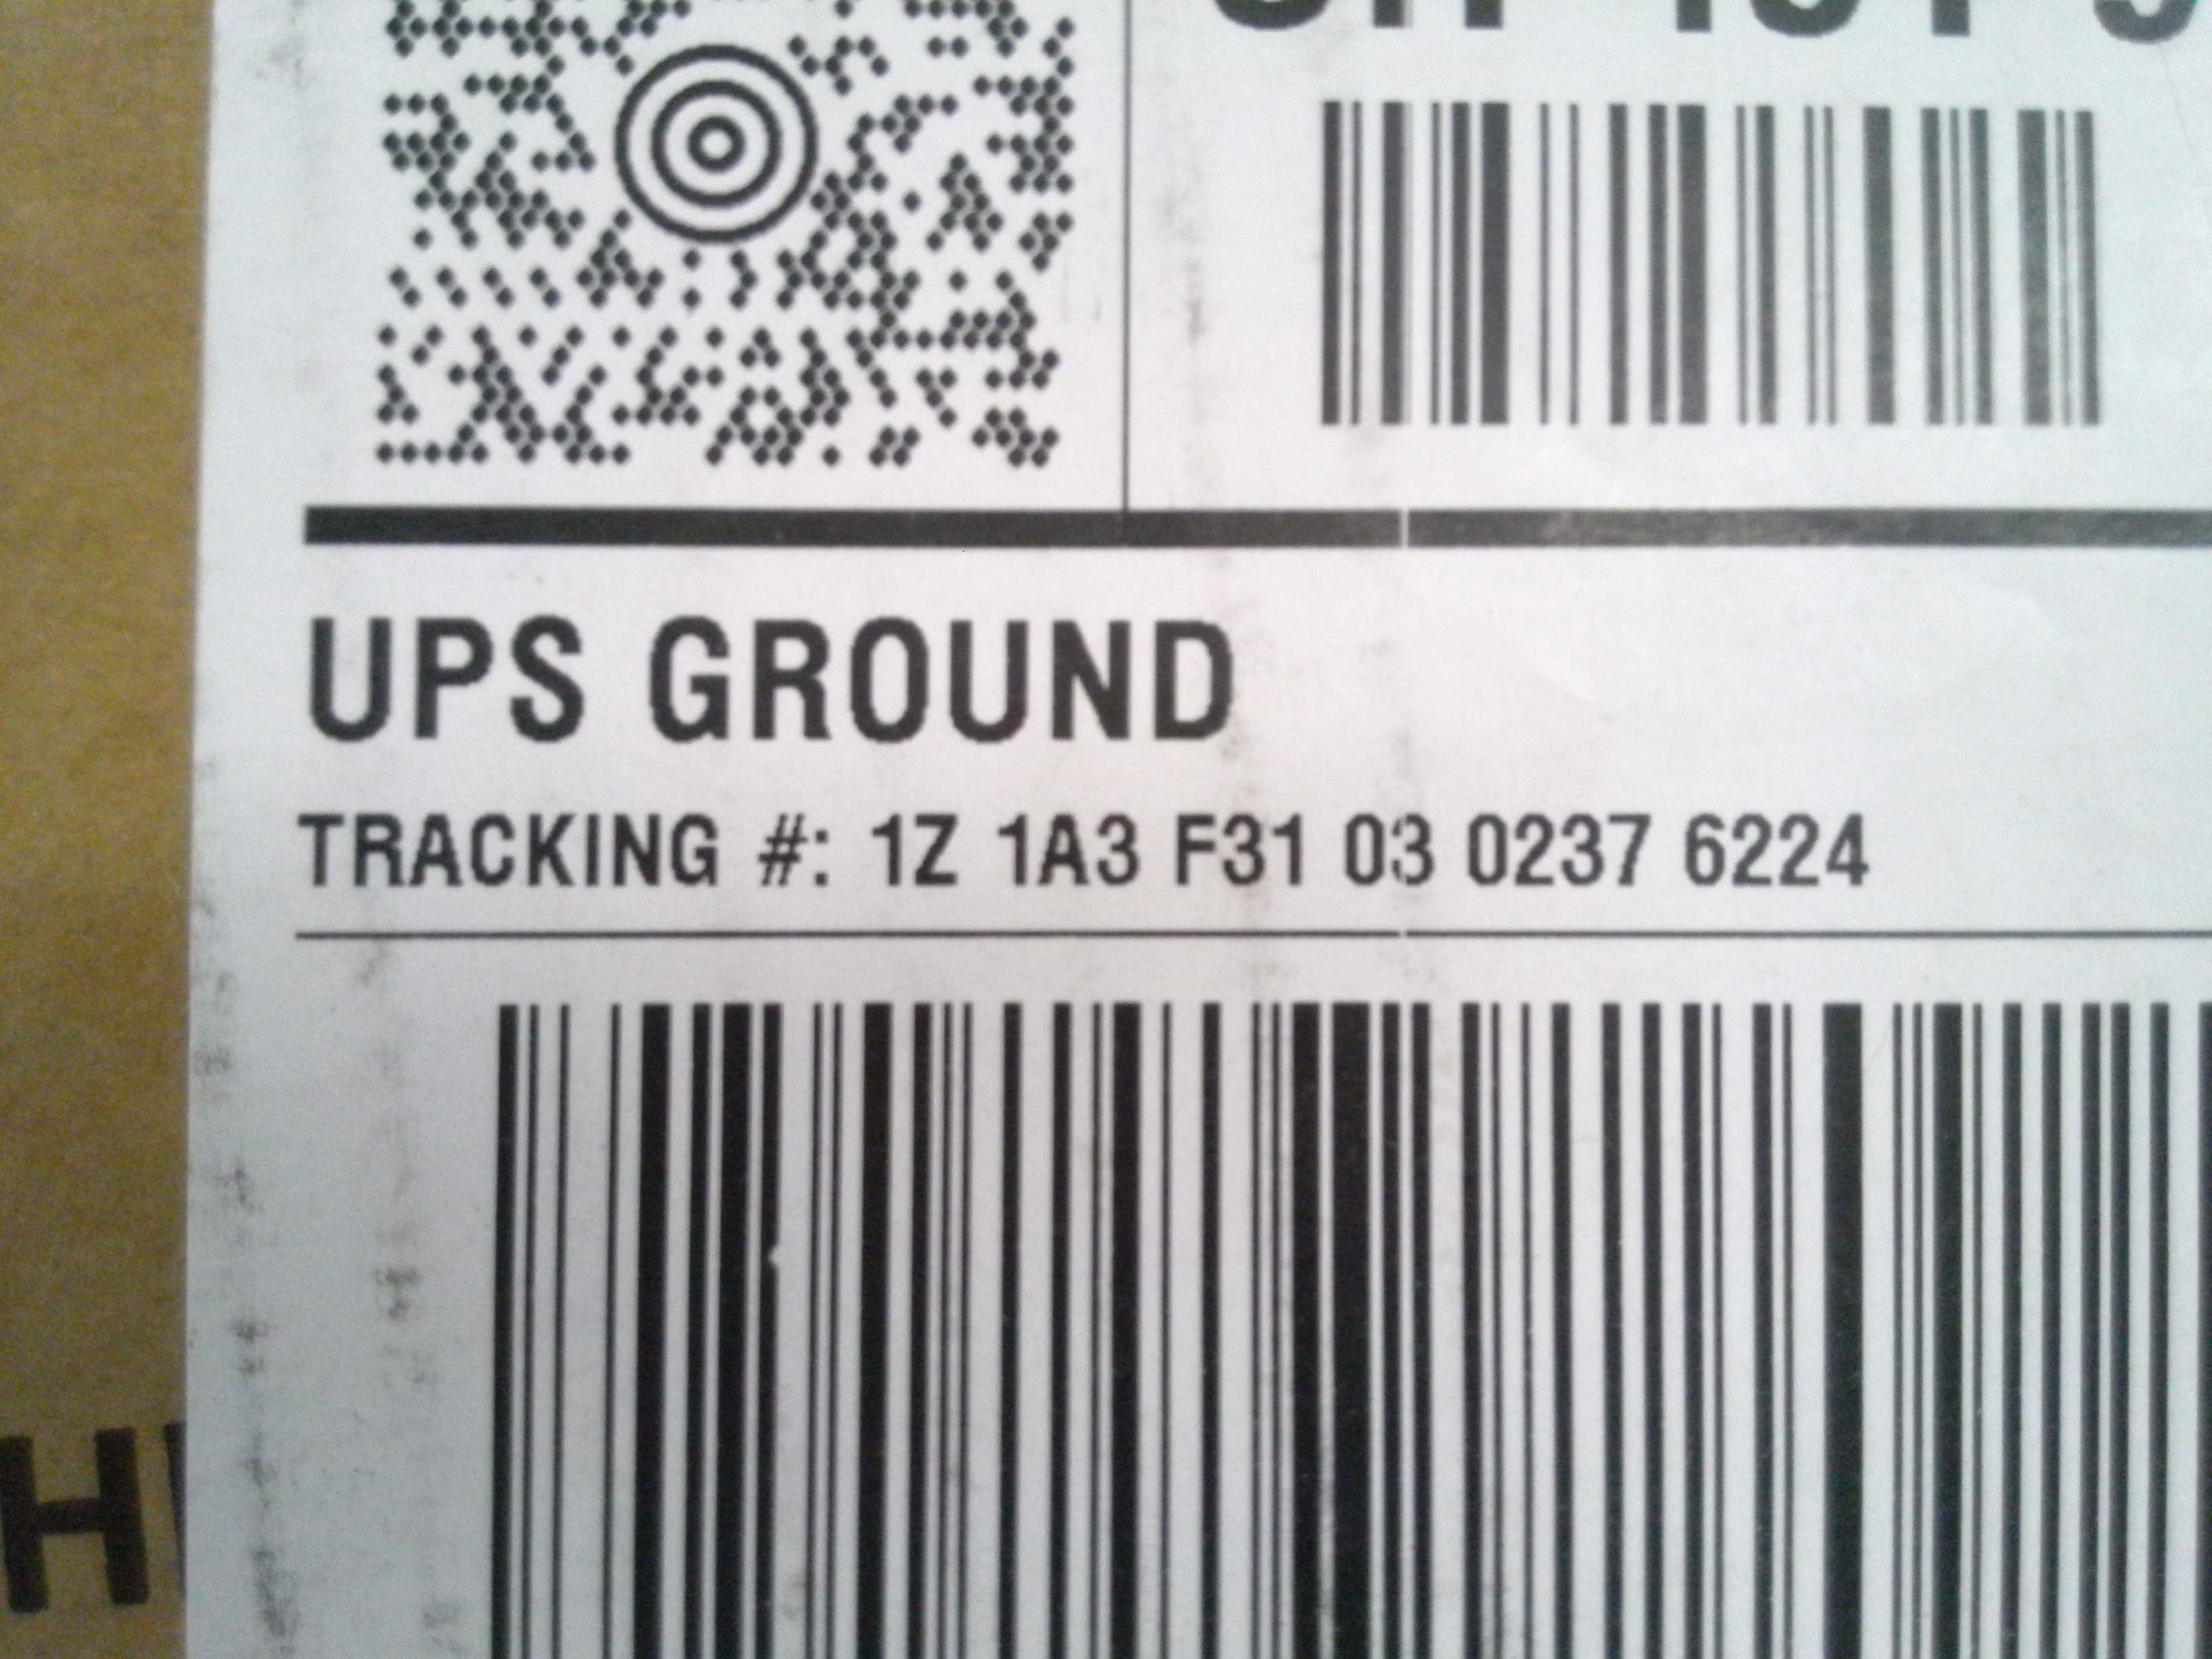 UPS GROUND
TRACKING #: 1Z 1A3 F31 03 0237 6224
H